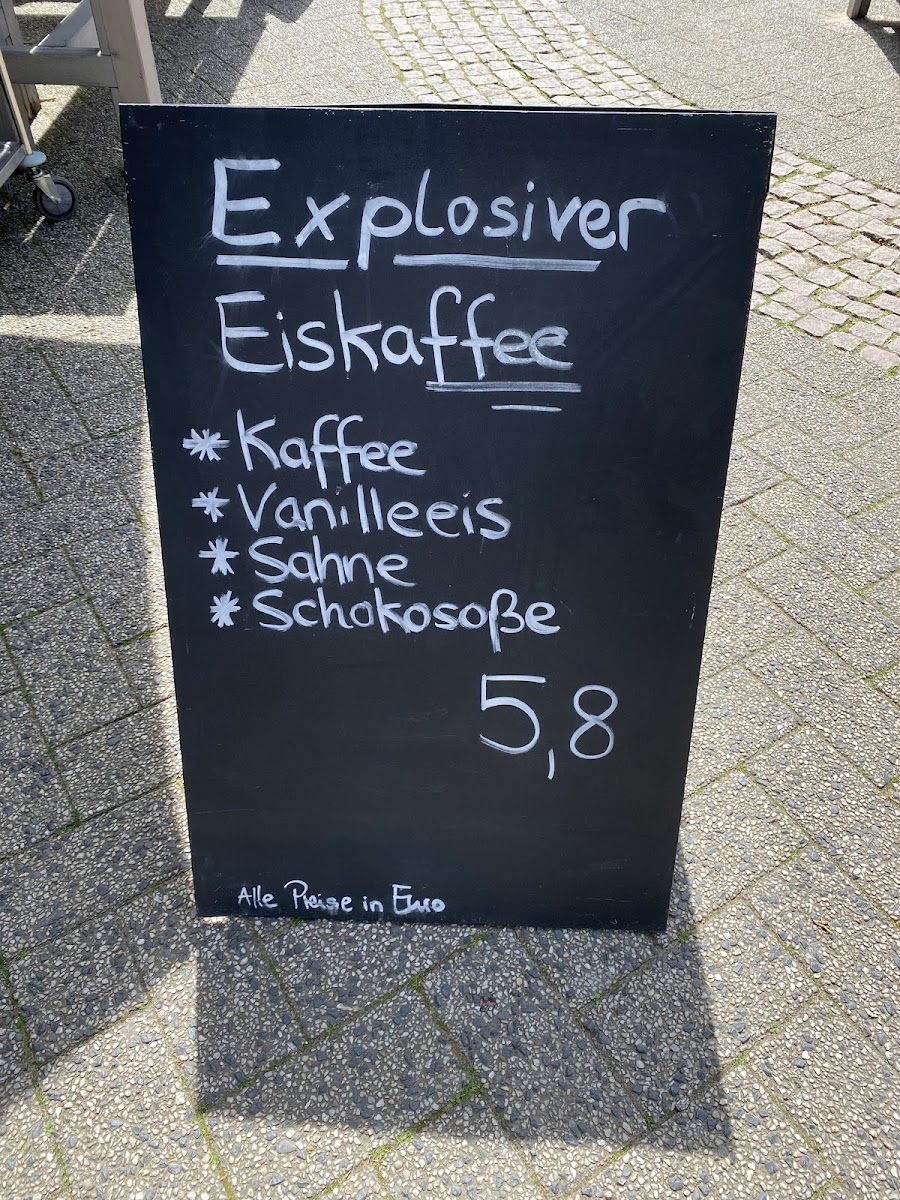 Explosiver
Eiskaffee
* Kaffee
* Vanilleeis
* Sahne
* Schokosoße
5,8
Alle Preise in Euro